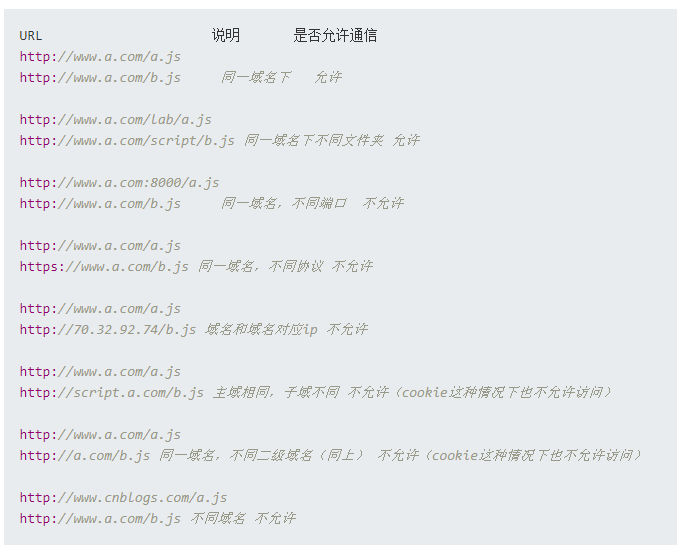 URL 说明 是否允许通信
http://www.a.com/a.js
http://www.a.com/b.js 同一域名下 允许
http://www.a.com/lab/a.js
http://www.a.com/script/b.js 同一域名下不同文件夹 允许
http://www.a.com:8000/a.js
http://www.a.com/b.js 同一域名，不同端口 不允许
http://www.a.com/a.js
https://www.a.com/b.js 同一域名，不同协议 不允许
http://www.a.com/a.js
http://70.32.92.74/b.js 域名和域名对应ip 不允许
http://www.a.com/a.js
http://script.a.com/b.js 主域相同，子域不同 不允许（cookie这种情况下也不允许访问）
http://www.a.com/a.js
http://a.com/b.js 同一域名，不同二级域名（同上） 不允许（cookie这种情况下也不允许访问）
http://www.cnblogs.com/a.js
http://www.a.com/b.js 不同域名 不允许